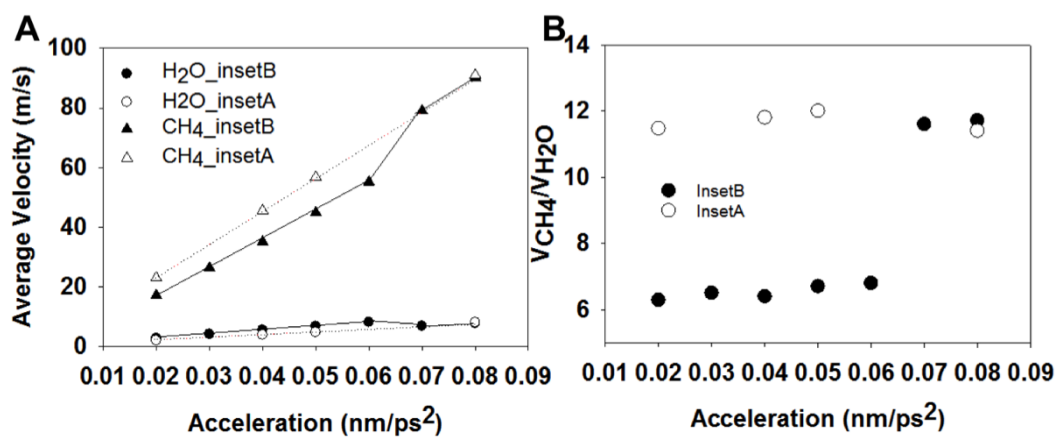 A
100
80
60
40
20
0
Average Velocity (m/s)
H2O_insetB
H2O_insetA
CH4_insetB
CH4_insetA
0.01 0.02 0.03 0.04 0.05 0.06 0.07 0.08 0.09
Acceleration (nm/ps2)
B
14
12
10
8
6
VCH4/VH2O
InsetB
InsetA
0.01 0.02 0.03 0.04 0.05 0.06 0.07 0.08 0.09
Acceleration (nm/ps2)